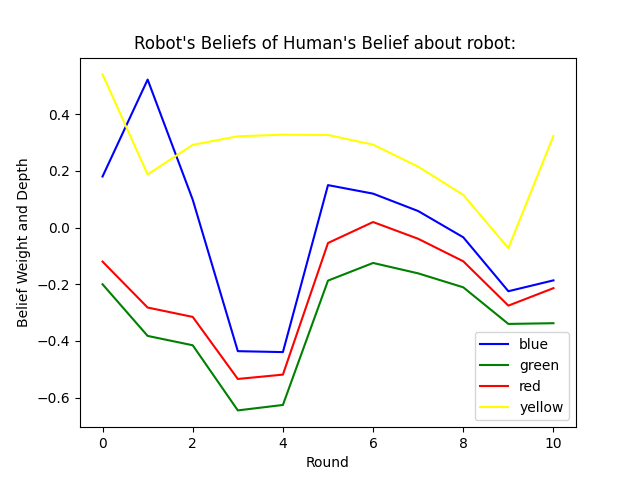 Robot's Beliefs of Human's Belief about robot:
Belief Weight and Depth
0.4
0.2
0.0
−0.2
−0.4
−0.6
0 2 4 6 8 10
Round
blue
green
red
yellow